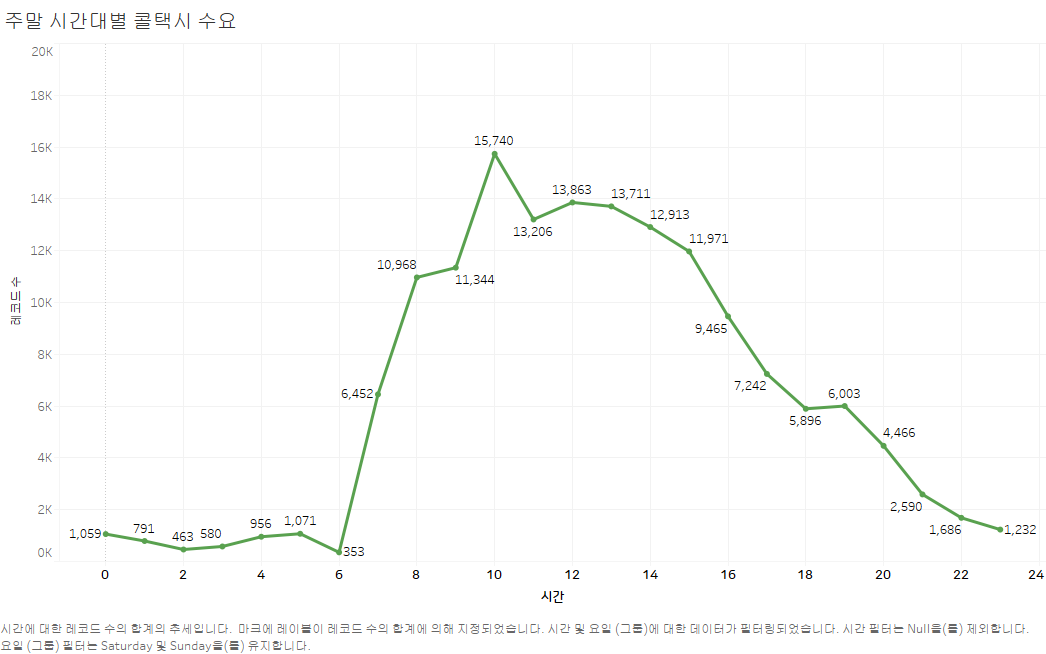 주말 시간대별 콜택시 수요
20K
18K
16K
14K
12K
10K
8K
6K
4K
2K
0K
레코드 수
15,740
13,863
13,711
12,913
13,206
11,971
10,968
11,344
9,465
7,242
6,452
6,003
5,896
4,466
2,590
1,686
1,232
1,059
791
463
580
956
1,071
353
0 2 4 6 8 10 12 14 16 18 20 22 24
시간
시간에 대한 레코드 수의 합계의 추세입니다. 마크에 레이블이 레코드 수의 합계에 의해 지정되었습니다. 시간 및 요일 (그룹)에 대한 데이터가 필터링되었습니다. 시간 필터는 Null을(를) 제외합니다.
요일 (그룹) 필터는 Saturday 및 Sunday을(를) 유지합니다.